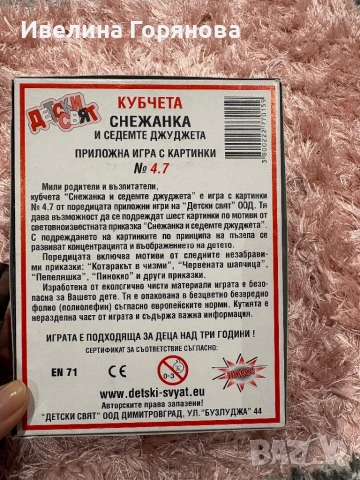 Ивелина Горянова
ДЕТСКИ
СВЯТ
КУБЧЕТА
СНЕЖАНКА
И СЕДЕМТЕ ДЖУДЖЕТА
ПРИЛОЖНА ИГРА С КАРТИНКИ
№ 4.7
Мили родители и възпитатели,
кубчета "Снежанка и седемте джуджета" е игра с картинки
№ 4.7 от поредицата приложни игри на "Детски свят" ООД. Тя
дава възможност да се подреждат шест картинки по мотиви от
световноизвестната приказка "Снежанка и седемте джуджета".
С подреждането на картинките по принципа на пъзела се
развиват концентрацията и въображението на детето.
Поредицата включва мотиви от следните незабрави-
ми приказки: "Котаракът в чизми", "Червената шапчица",
"Пепеляшка", "Пинокио" и други приказки.
Изработена от екологично чисти материали играта е безо-
пасна за Вашето дете. Тя е опакована в безцветно безвредно
фолио (полиолефин) съгласно европейските норми. Кутията е
неразделна част от играта и съдържа важна информация.
ИГРАТА Е ПОДХОДЯЩА ЗА ДЕЦА НАД ТРИ ГОДИНИ !
СЕРТИФИКАТ ЗА СЪОТВЕТСТВИЕ СЪГЛАСНО:
EN 71
CE
0-3
www.detski-svyat.eu
Авторските права запазени!
"ДЕТСКИ СВЯТ" ООД ДИМИТРОВГРАД, УЛ. "БУЗЛУДЖА" 44
BAZAR